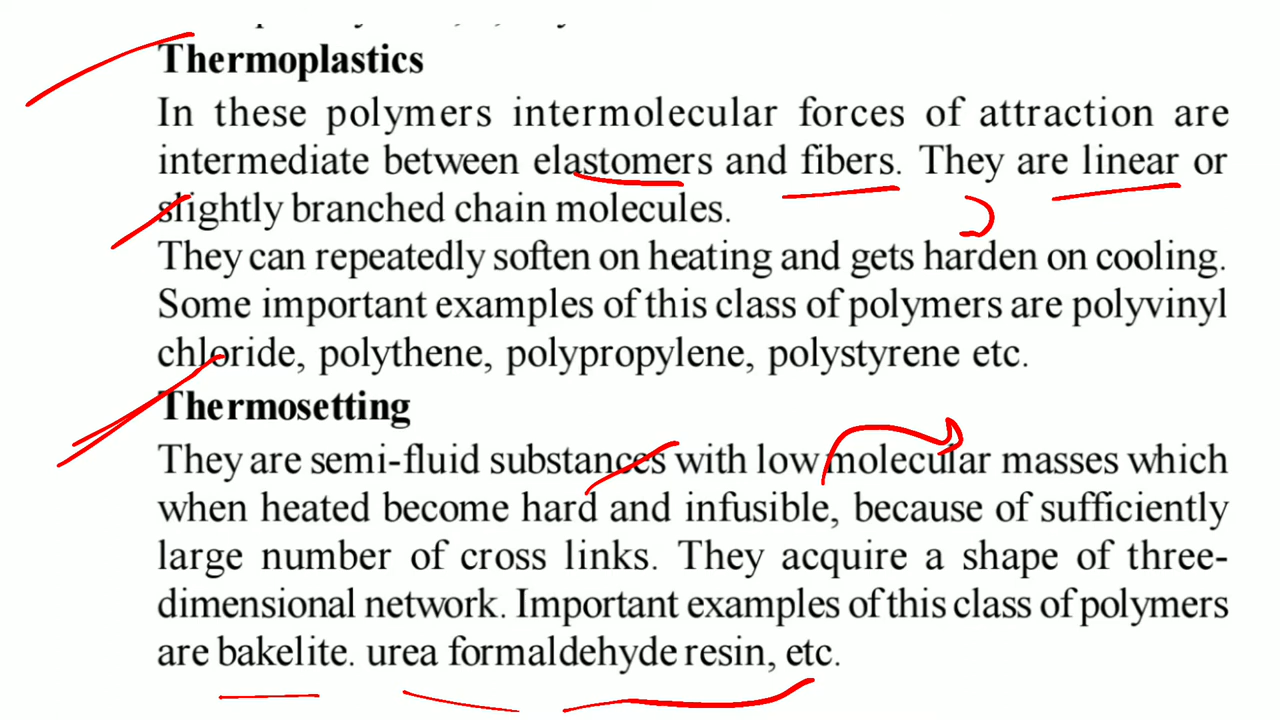 Thermoplastics
In these polymers intermolecular forces of attraction are
intermediate between elastomers and fibers. They are linear or
slightly branched chain molecules.
They can repeatedly soften on heating and gets harden on cooling.
Some important examples of this class of polymers are polyvinyl
chloride, polythene, polypropylene, polystyrene etc.
Thermosetting
They are semi-fluid substances with low molecular masses which
when heated become hard and infusible, because of sufficiently
large number of cross links. They acquire a shape of three-
dimensional network. Important examples of this class of polymers
are bakelite. urea formaldehyde resin, etc.